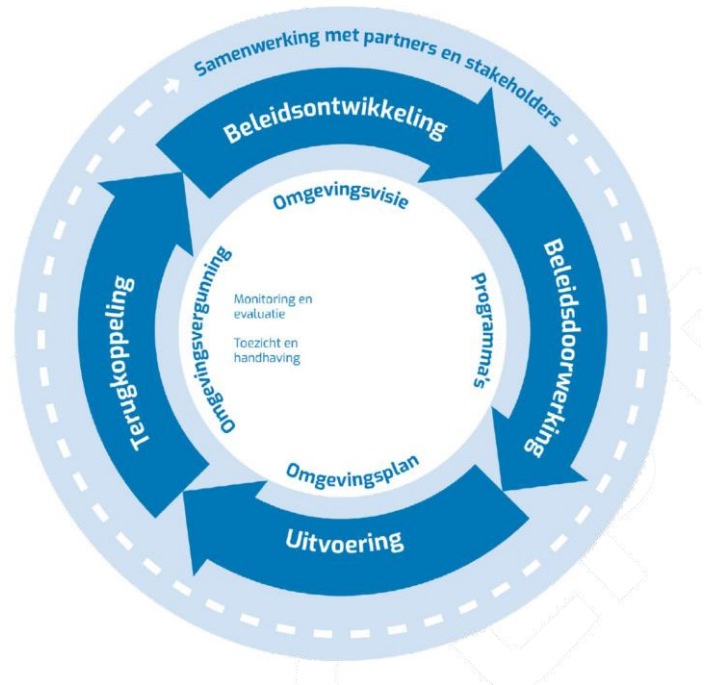 Samenwerking met partners en stakeholders
Beleidsontwikkeling
Omgevingsvisie
Beleidsdoorwerking
Programma's
Uitvoering
Omgevingsplan
Terugkoppeling
Omgevingsvergunning
Monitoring en
evaluatie
Toezicht en
handhaving